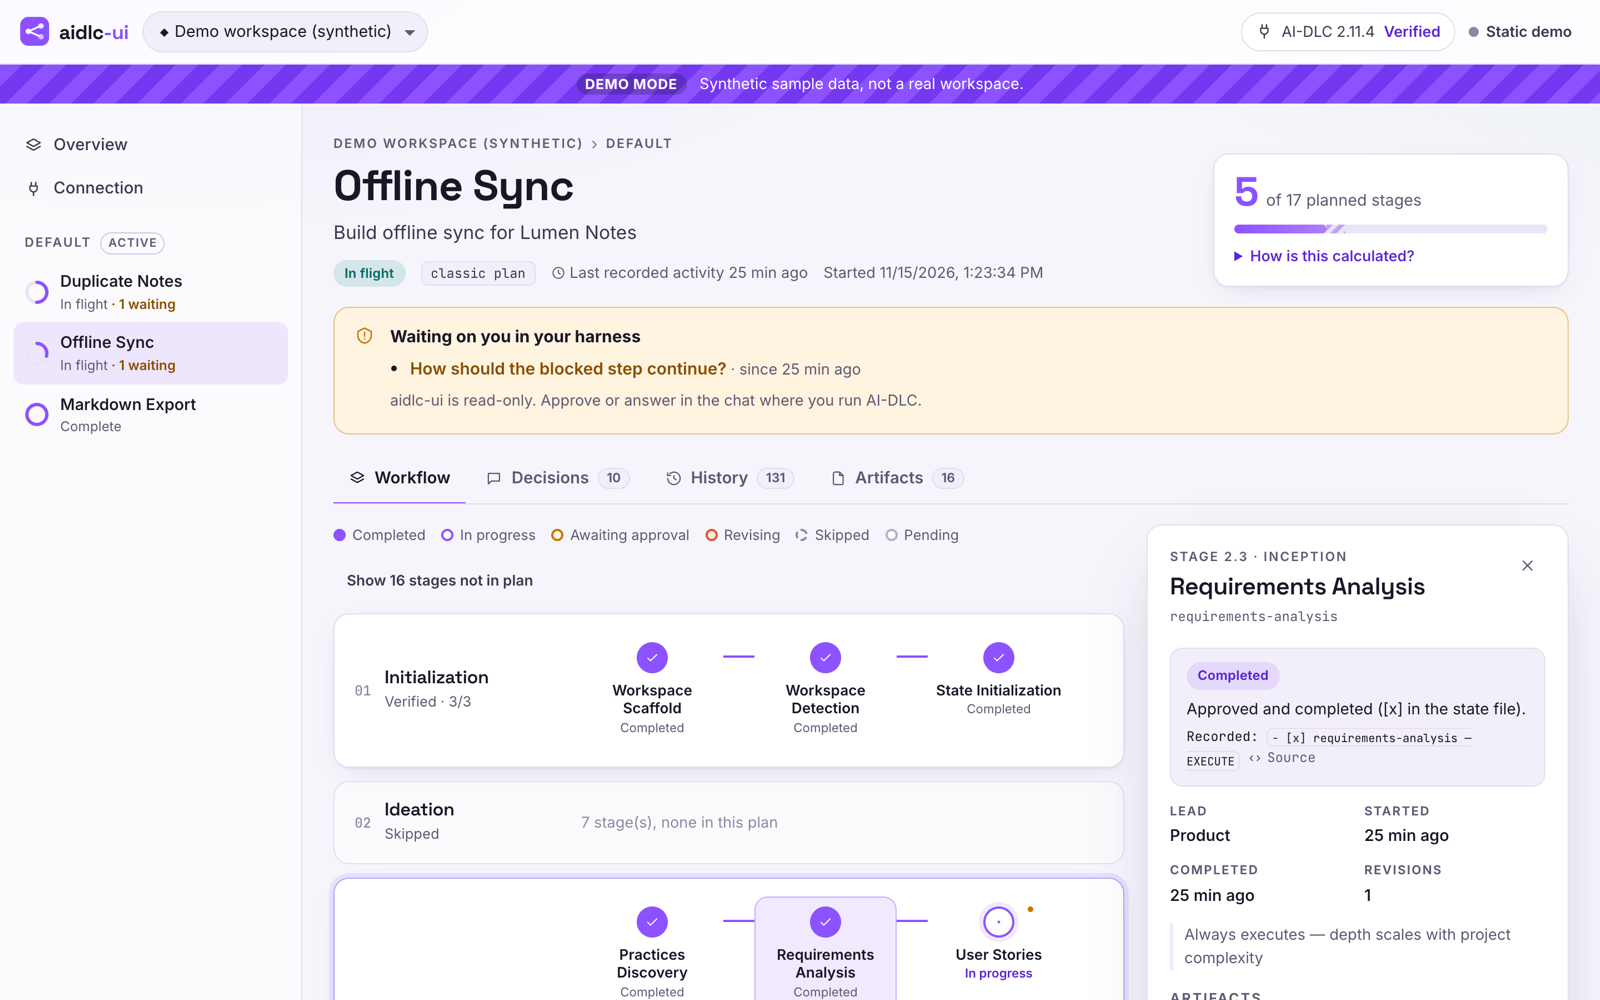 aidlc-ui
Demo workspace (synthetic)
AI-DLC 2.11.4 Verified
Static demo
DEMO MODE Synthetic sample data, not a real workspace.
Overview
Connection
DEFAULT ACTIVE
Duplicate Notes
In flight · 1 waiting
Offline Sync
In flight · 1 waiting
Markdown Export
Complete
DEMO WORKSPACE (SYNTHETIC) › DEFAULT
Offline Sync
Build offline sync for Lumen Notes
In flight classic plan Last recorded activity 25 min ago Started 11/15/2026, 1:23:34 PM
5 of 17 planned stages
How is this calculated?
Waiting on you in your harness
• How should the blocked step continue? · since 25 min ago
aidlc-ui is read-only. Approve or answer in the chat where you run AI-DLC.
Workflow Decisions 10 History 131 Artifacts 16
Completed In progress Awaiting approval Revising Skipped Pending
Show 16 stages not in plan
01 Initialization
Verified · 3/3
Workspace
Scaffold
Completed
Workspace
Detection
Completed
State Initialization
Completed
02 Ideation
Skipped
7 stage(s), none in this plan
Practices
Discovery
Completed
Requirements
Analysis
Completed
User Stories
In progress
STAGE 2.3 · INCEPTION
Requirements Analysis
requirements-analysis
Completed
Approved and completed ([x] in the state file).
Recorded: - [x] requirements-analysis —
EXECUTE Source
LEAD
Product
STARTED
25 min ago
COMPLETED
25 min ago
REVISIONS
1
Always executes — depth scales with project
complexity
ARTIFACTS